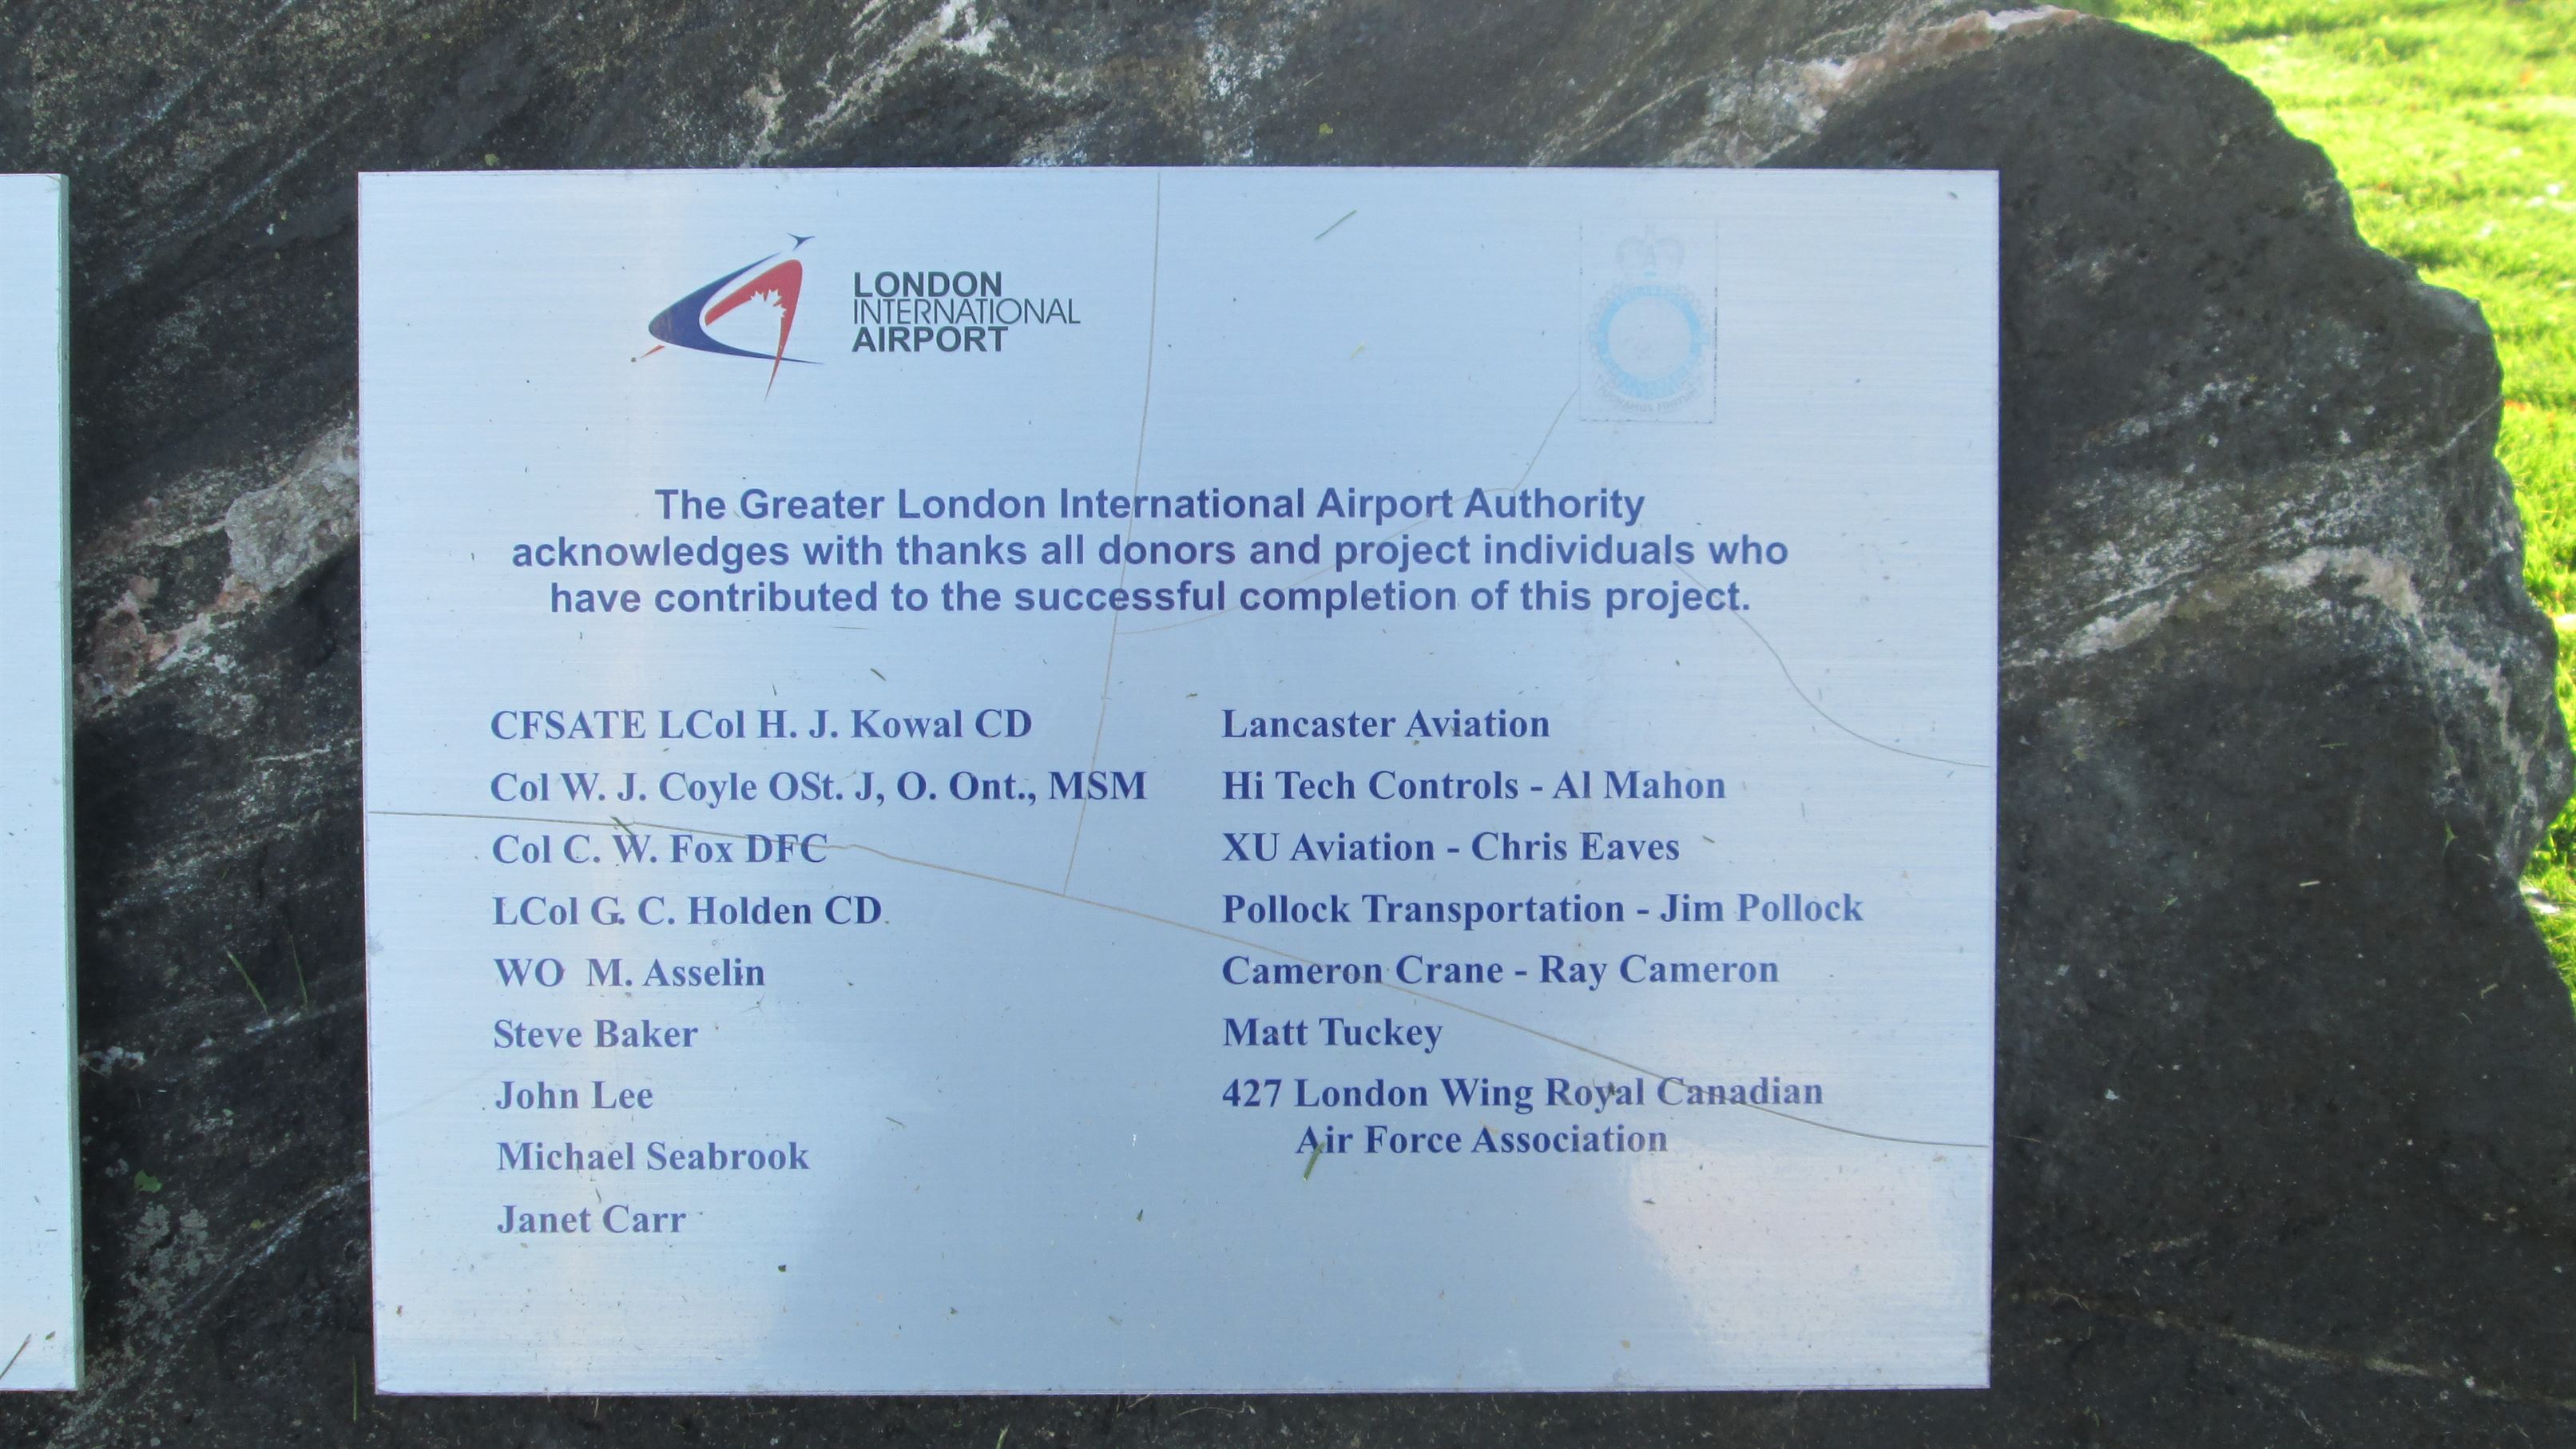 LONDON
INTERNATIONAL
AIRPORT
The Greater London International Airport Authority
acknowledges with thanks all donors and project individuals who
have contributed to the successful completion of this project.
CFSATE LCol H. J. Kowal CD
Col W. J. Coyle OSt. J, O. Ont., MSM
Col C. W. Fox DFC
LCol G. C. Holden CD
WO M. Asselin
Steve Baker
John Lee
Michael Seabrook
Janet Carr
Lancaster Aviation
Hi Tech Controls - Al Mahon
XU Aviation - Chris Eaves
Pollock Transportation - Jim Pollock
Cameron Crane - Ray Cameron
Matt Tuckey
427 London Wing Royal Canadian
Air Force Association